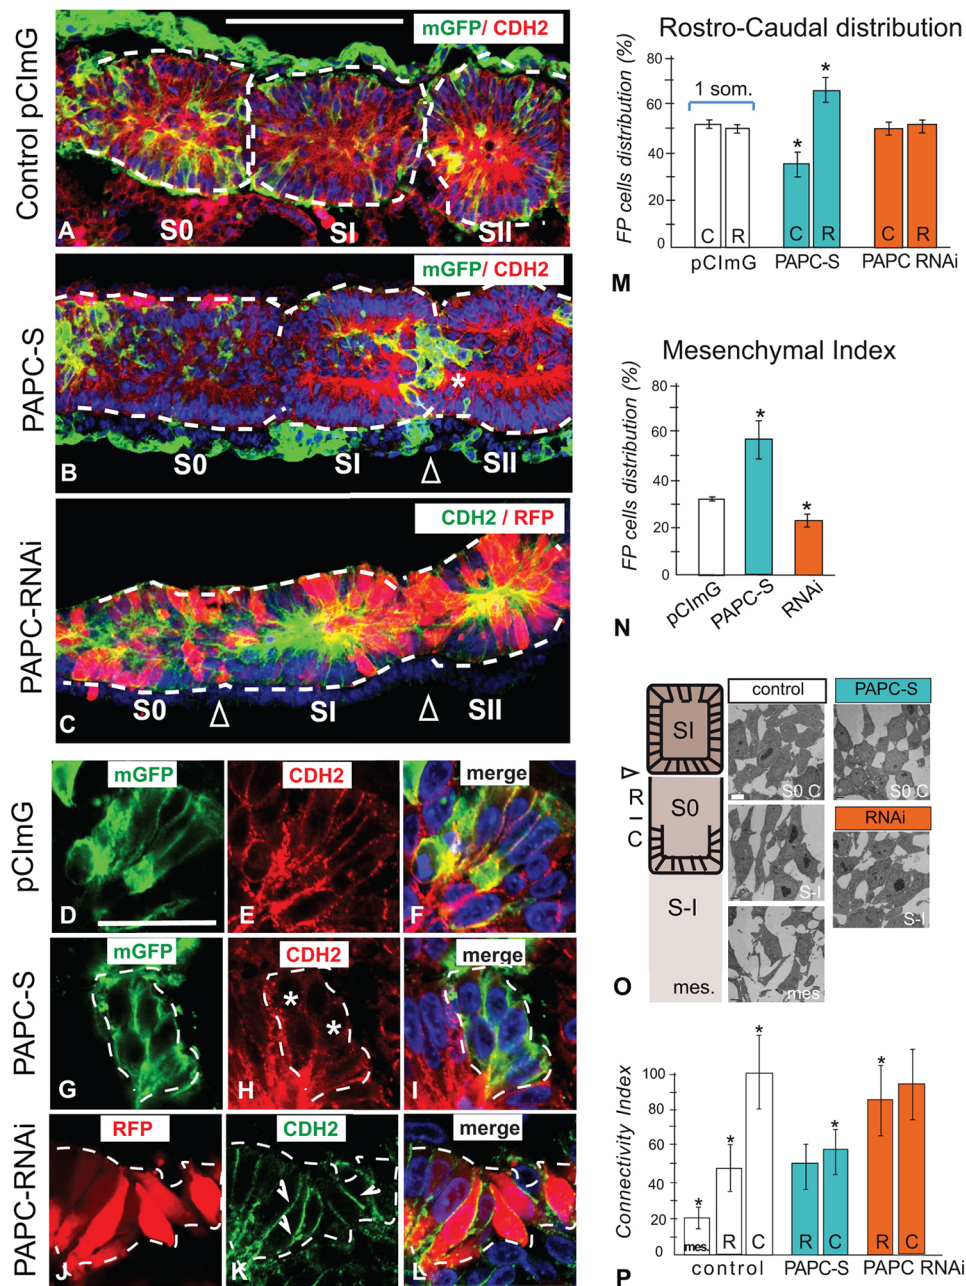 Control pCImG
mGFP/ CDH2
A
S0
SI
SII
PAPC-S
mGFP/ CDH2
*
B
S0
SI
SII
PAPC-RNAi
CDH2 / RFP
C
S0
SI
SII
pCImG
mGFP
CDH2
merge
D
E
F
PAPC-S
mGFP
CDH2
merge
*
*
G
H
I
PAPC-RNAi
RFP
CDH2
merge
J
K
L
Rostro-Caudal distribution
FP cells distribution (%)
80
60
40
20
0
1 som.
*
*
C R C R C R
pCImG PAPC-S PAPC RNAi
M
Mesenchymal Index
FP cells distribution (%)
80
60
40
20
0
*
*
pCImG PAPC-S RNAi
N
SI
R
C
S0
S-I
mes.
control
PAPC-S
S0 C
S0 C
RNAi
S-I
S-I
mes
O
Connectivity Index
100
80
60
40
20
0
*
*
*
*
*
mes. R C R C R C
control PAPC-S PAPC RNAi
P